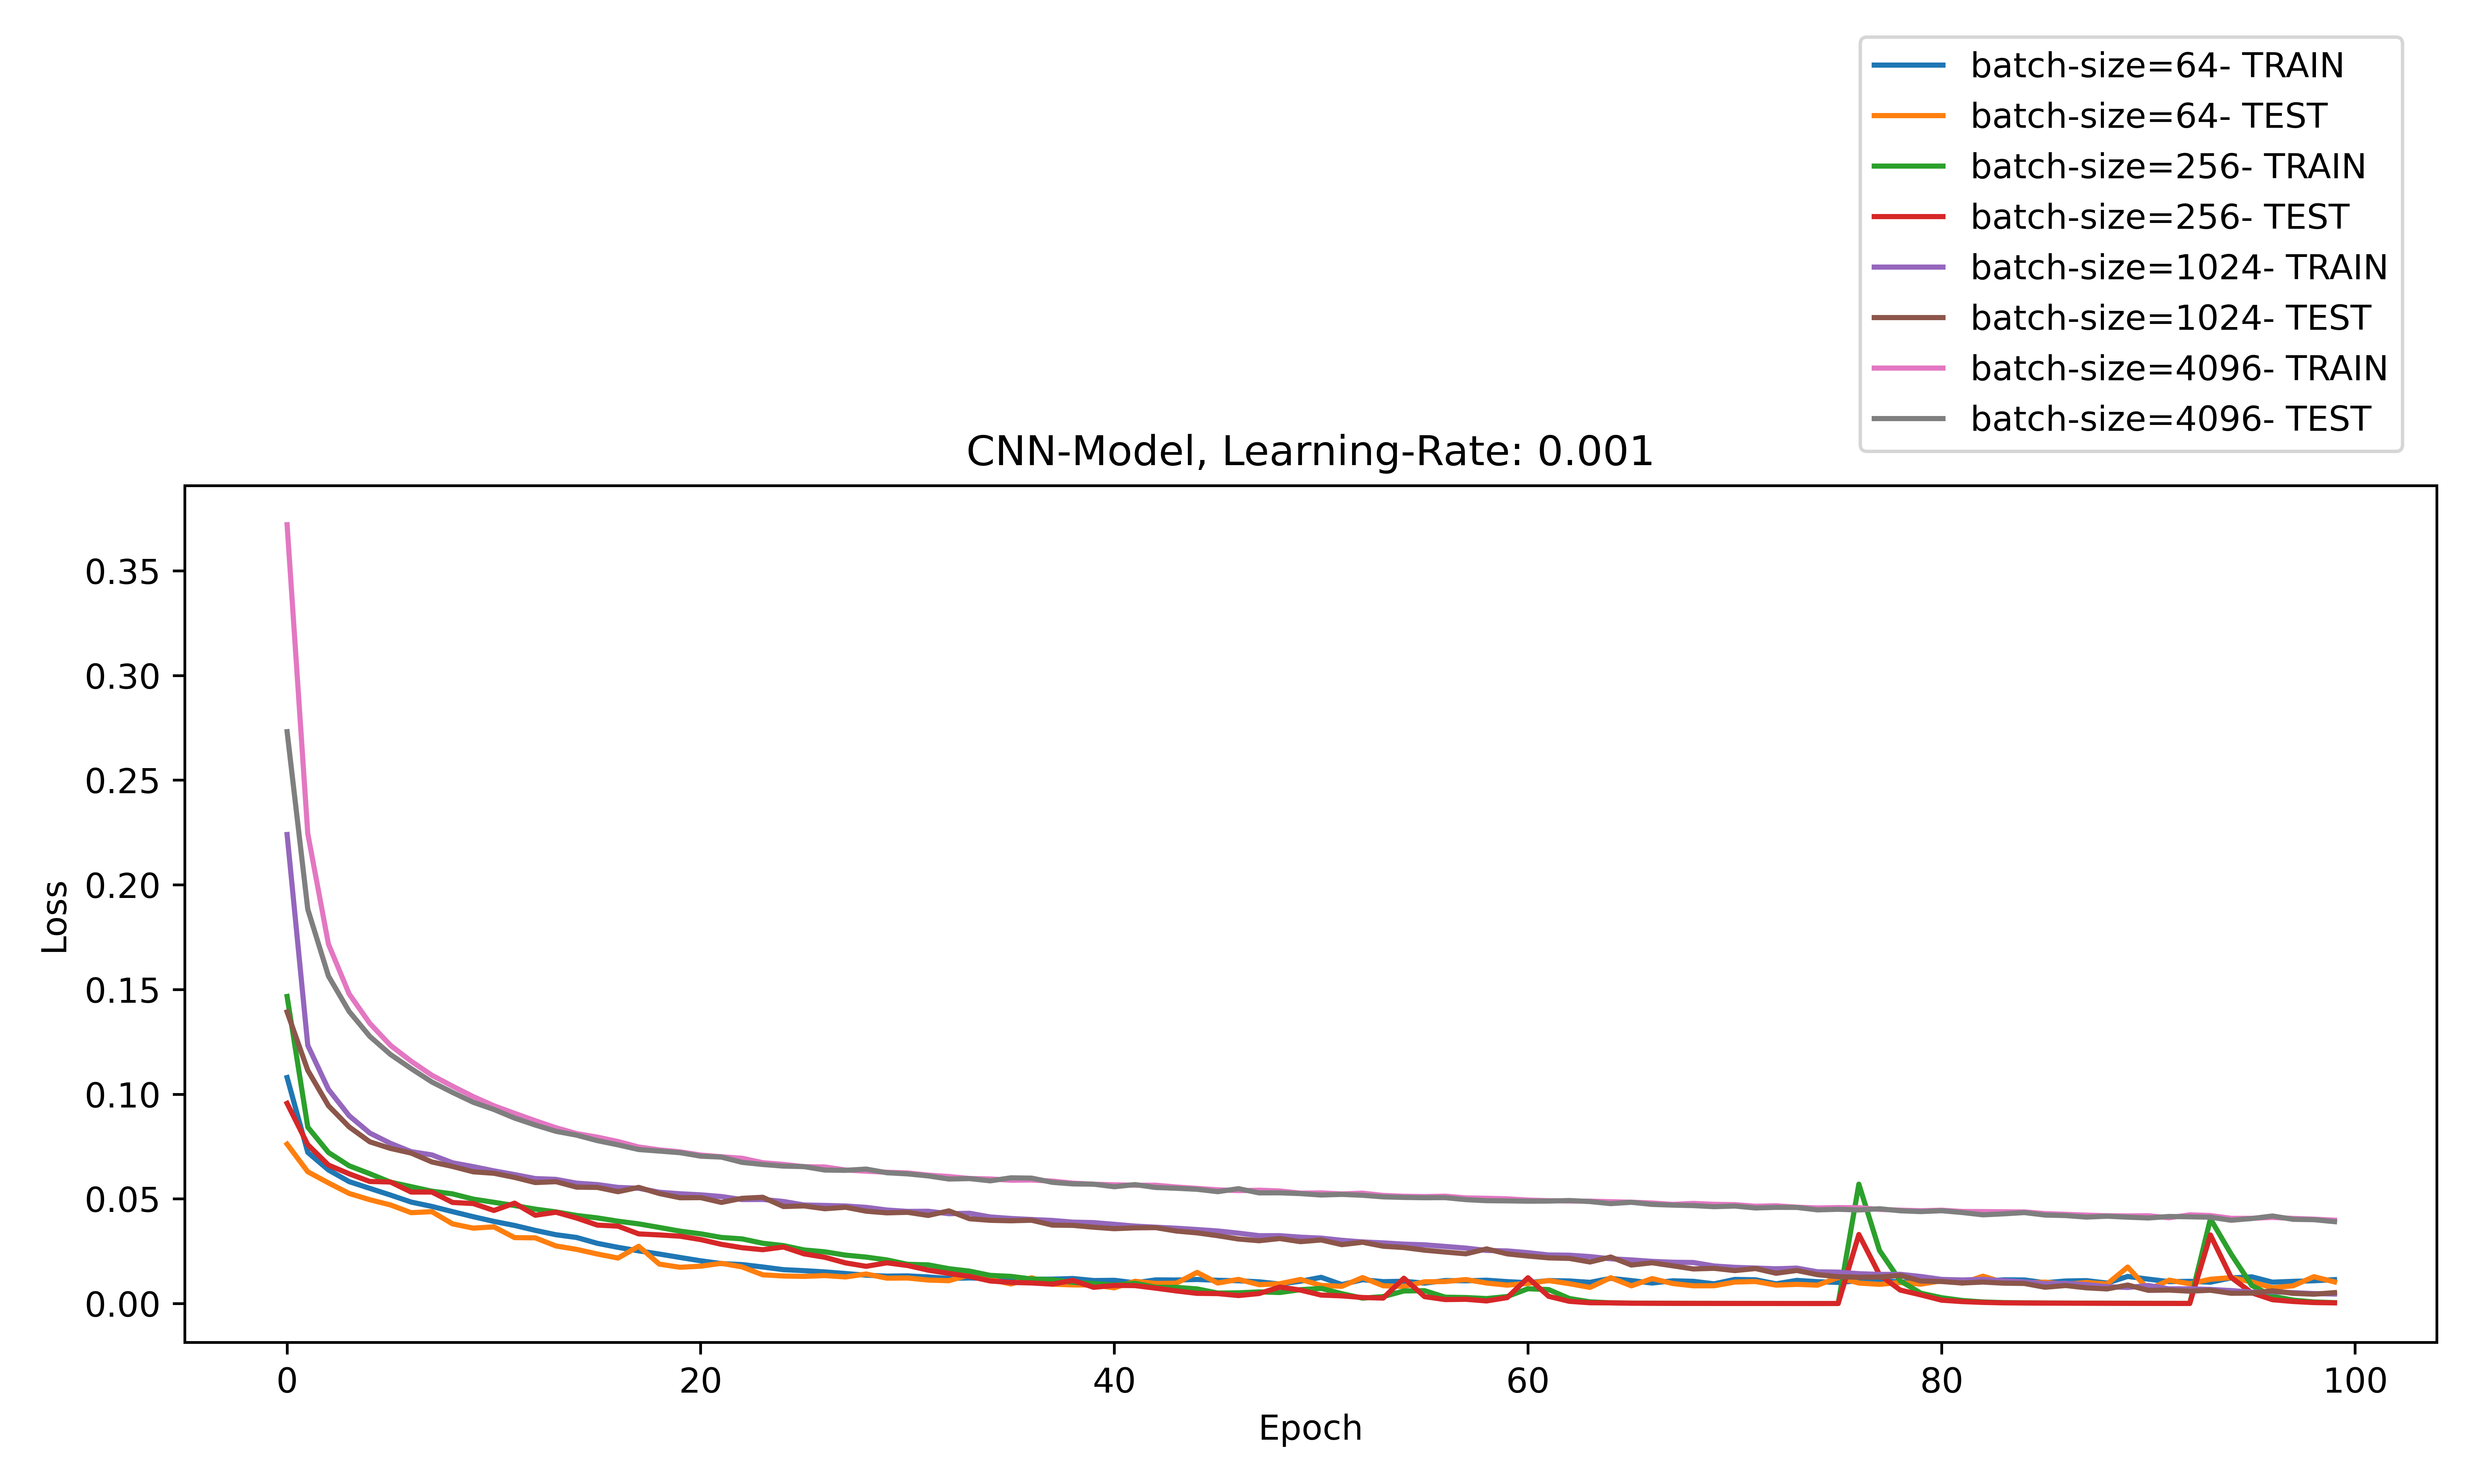 batch-size=64- TRAIN
batch-size=64- TEST
batch-size=256- TRAIN
batch-size=256- TEST
batch-size=1024- TRAIN
batch-size=1024- TEST
batch-size=4096- TRAIN
batch-size=4096- TEST
CNN-Model, Learning-Rate: 0.001
0.35
0.30
0.25
0.20
0.15
0.10
0.05
0.00
Loss
0 20 40 60 80 100
Epoch